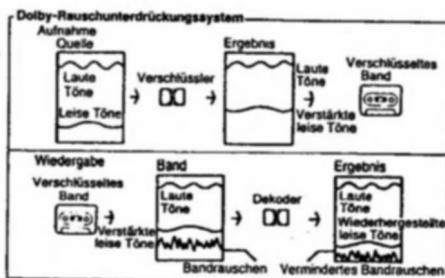 Dolby-Rauschunterdrückungssystem
Aufnahme
Quelle
Laute
Töne
Leise Töne
Verschlüssler
Ergebnis
Laute
Töne
Verstärkte
leise Töne
Verschlüsseltes
Band
Wiedergabe
Verschlüsseltes
Band
Verstärkte
leise Töne
Band
Laute
Töne
Bandrauschen
Dekoder
Ergebnis
Laute
Töne
Wiederhergestellte
leise Töne
Vermindertes Bandrauschen